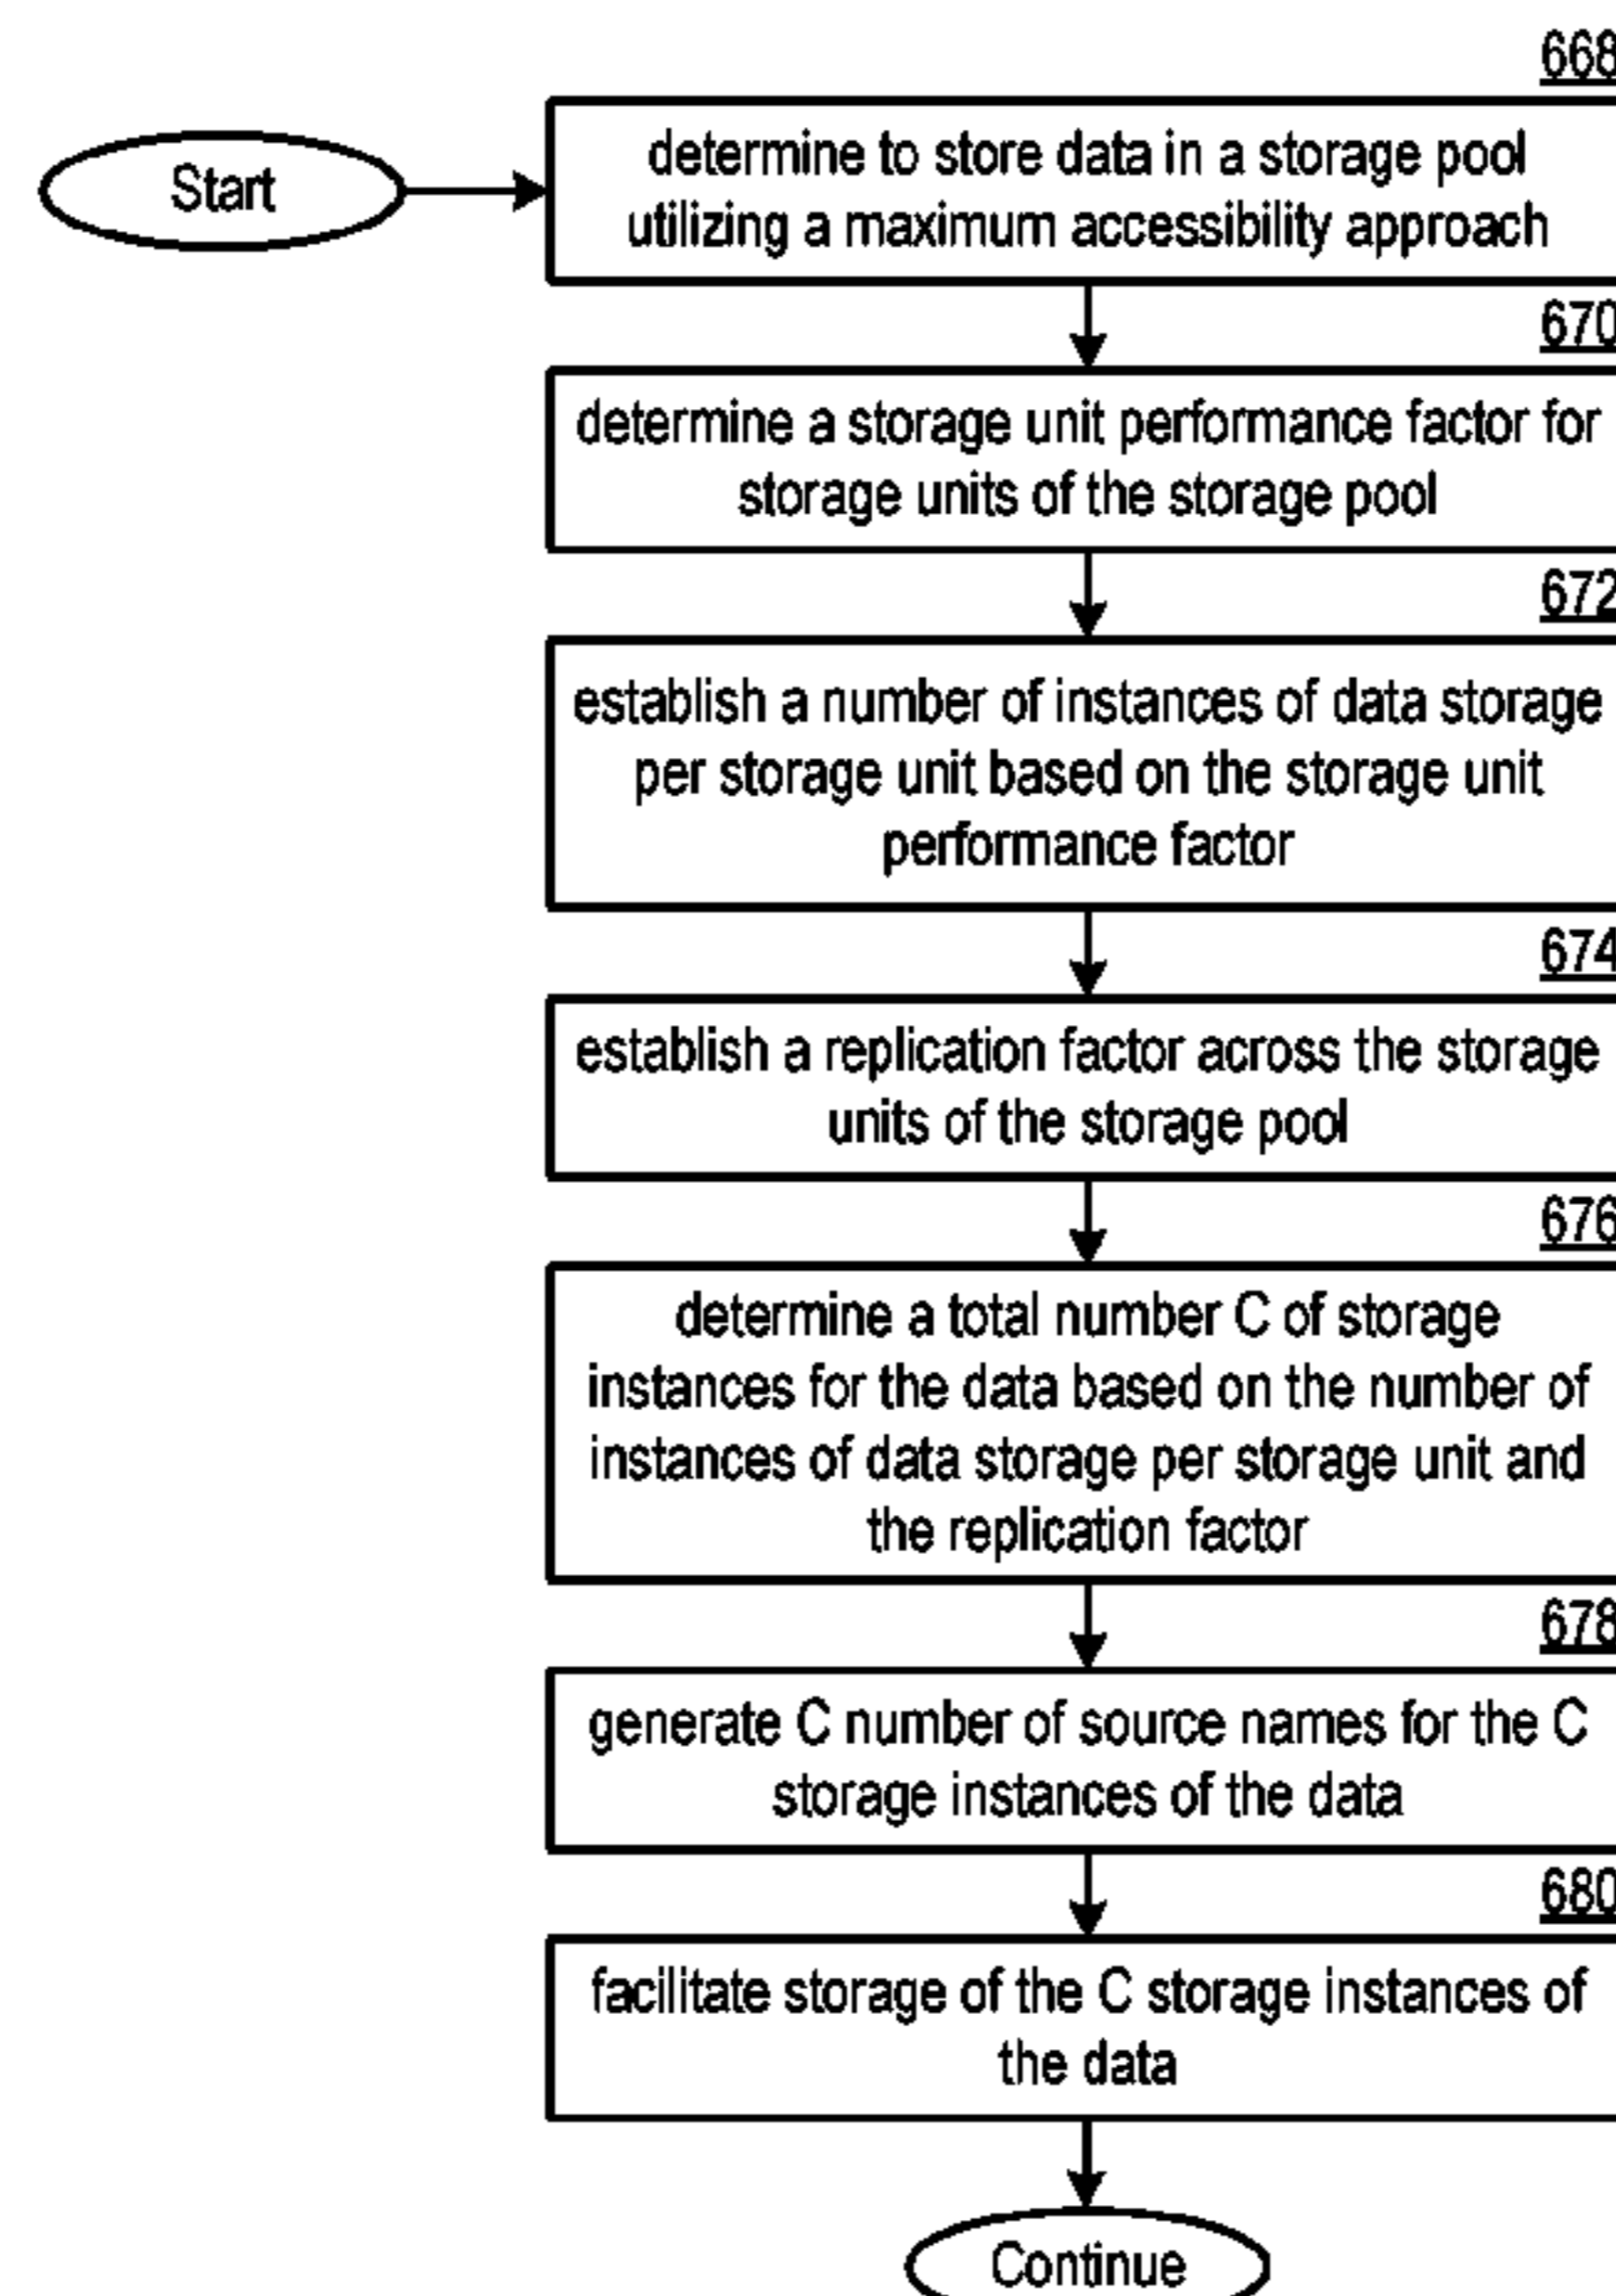 668
Start
determine to store data in a storage pool
utilizing a maximum accessibility approach
670
determine a storage unit performance factor for
storage units of the storage pool
672
establish a number of instances of data storage
per storage unit based on the storage unit
performance factor
674
establish a replication factor across the storage
units of the storage pool
676
determine a total number C of storage
instances for the data based on the number of
instances of data storage per storage unit and
the replication factor
678
generate C number of source names for the C
storage instances of the data
680
facilitate storage of the C storage instances of
the data
Continue